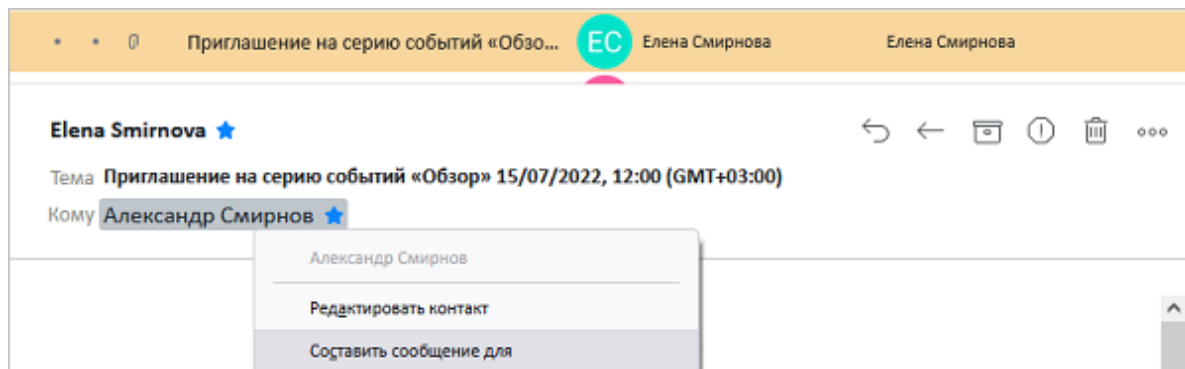 Приглашение на серию событий «Обзо... ЕС Елена Смирнова Елена Смирнова
Elena Smirnova
Тема Приглашение на серию событий «Обзор» 15/07/2022, 12:00 (GMT+03:00)
Кому Александр Смирнов
Александр Смирнов
Редактировать контакт
Составить сообщение для